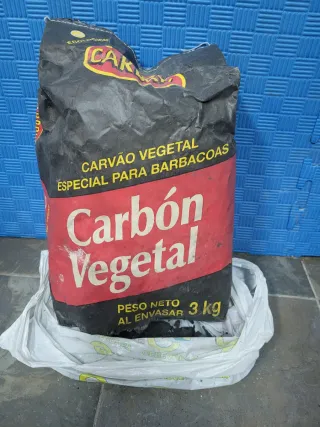 CARVÃO VEGETAL
ESPECIAL PARA BARBACOAS
Carbón
Vegetal
PESO NETO
AL ENVASAR 3 kg